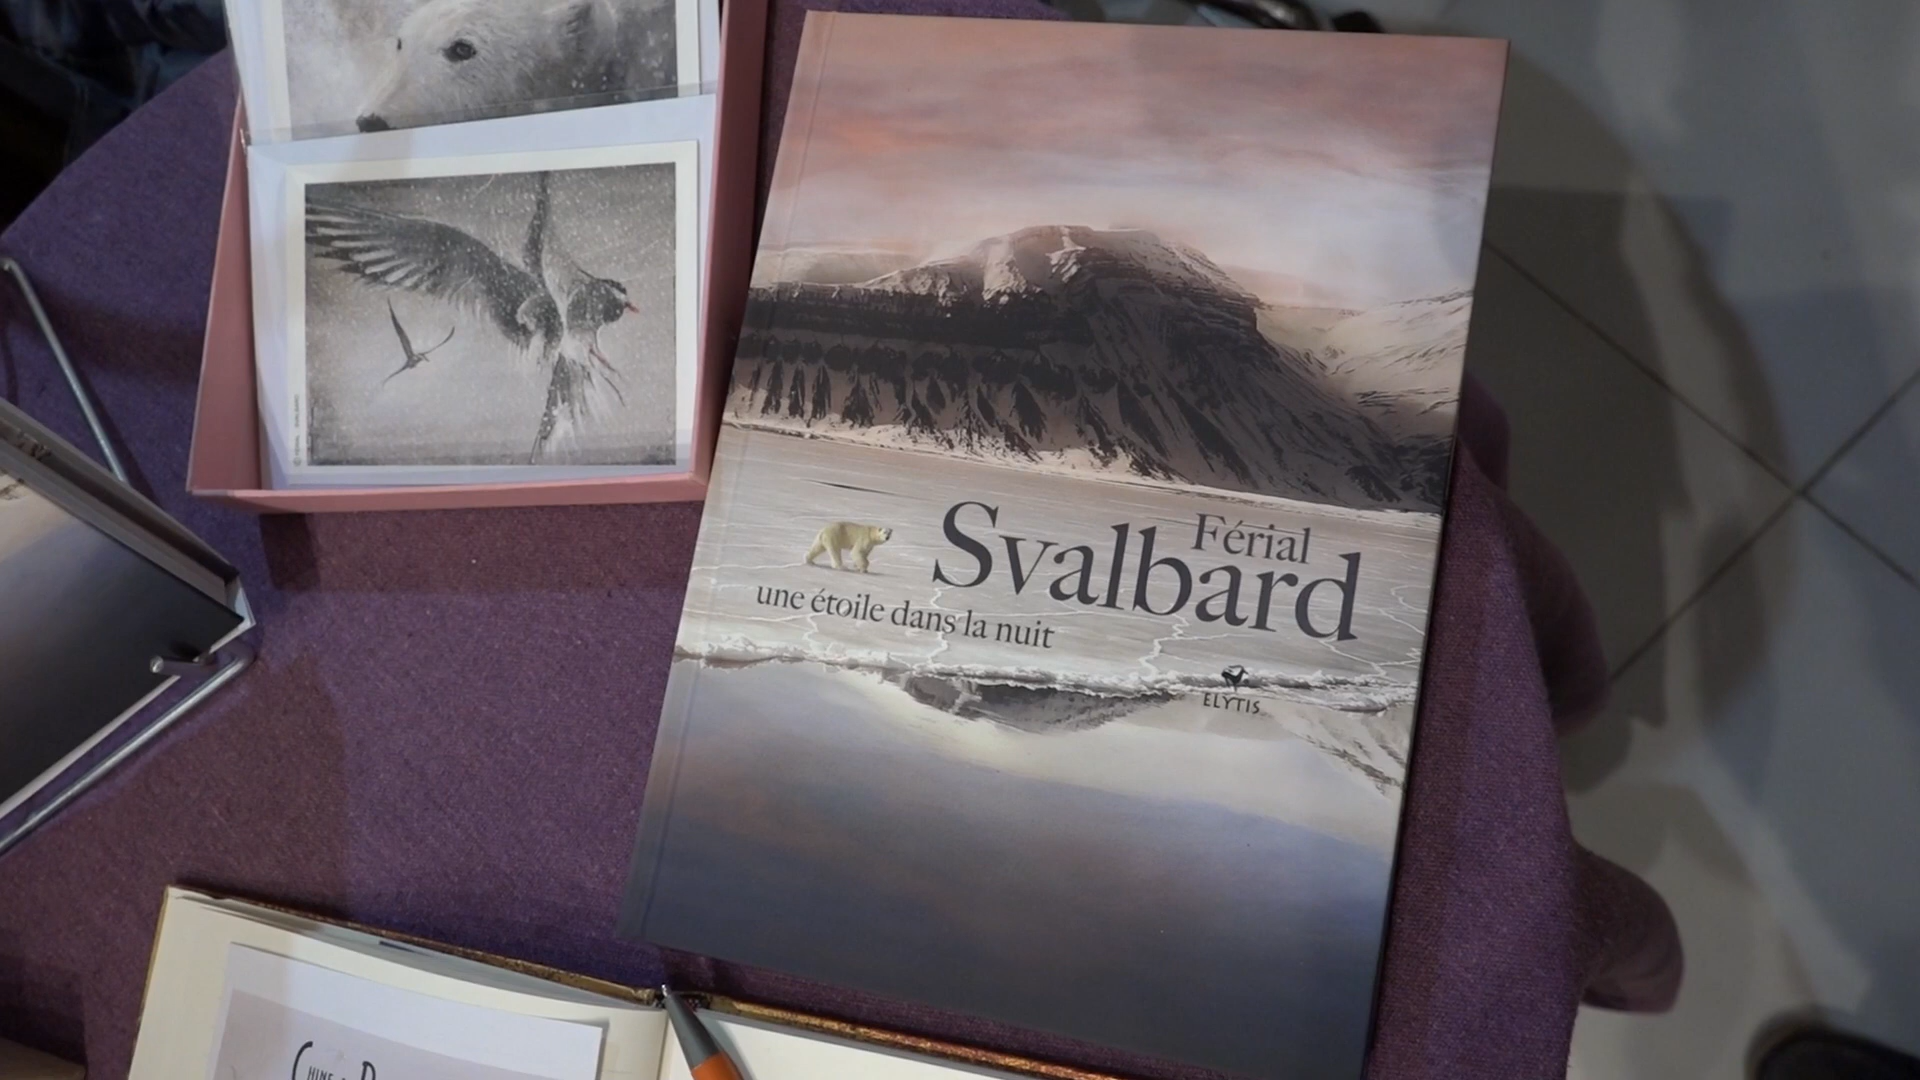 Férial
Svalbard
une étoile dans la nuit
ELYTIS